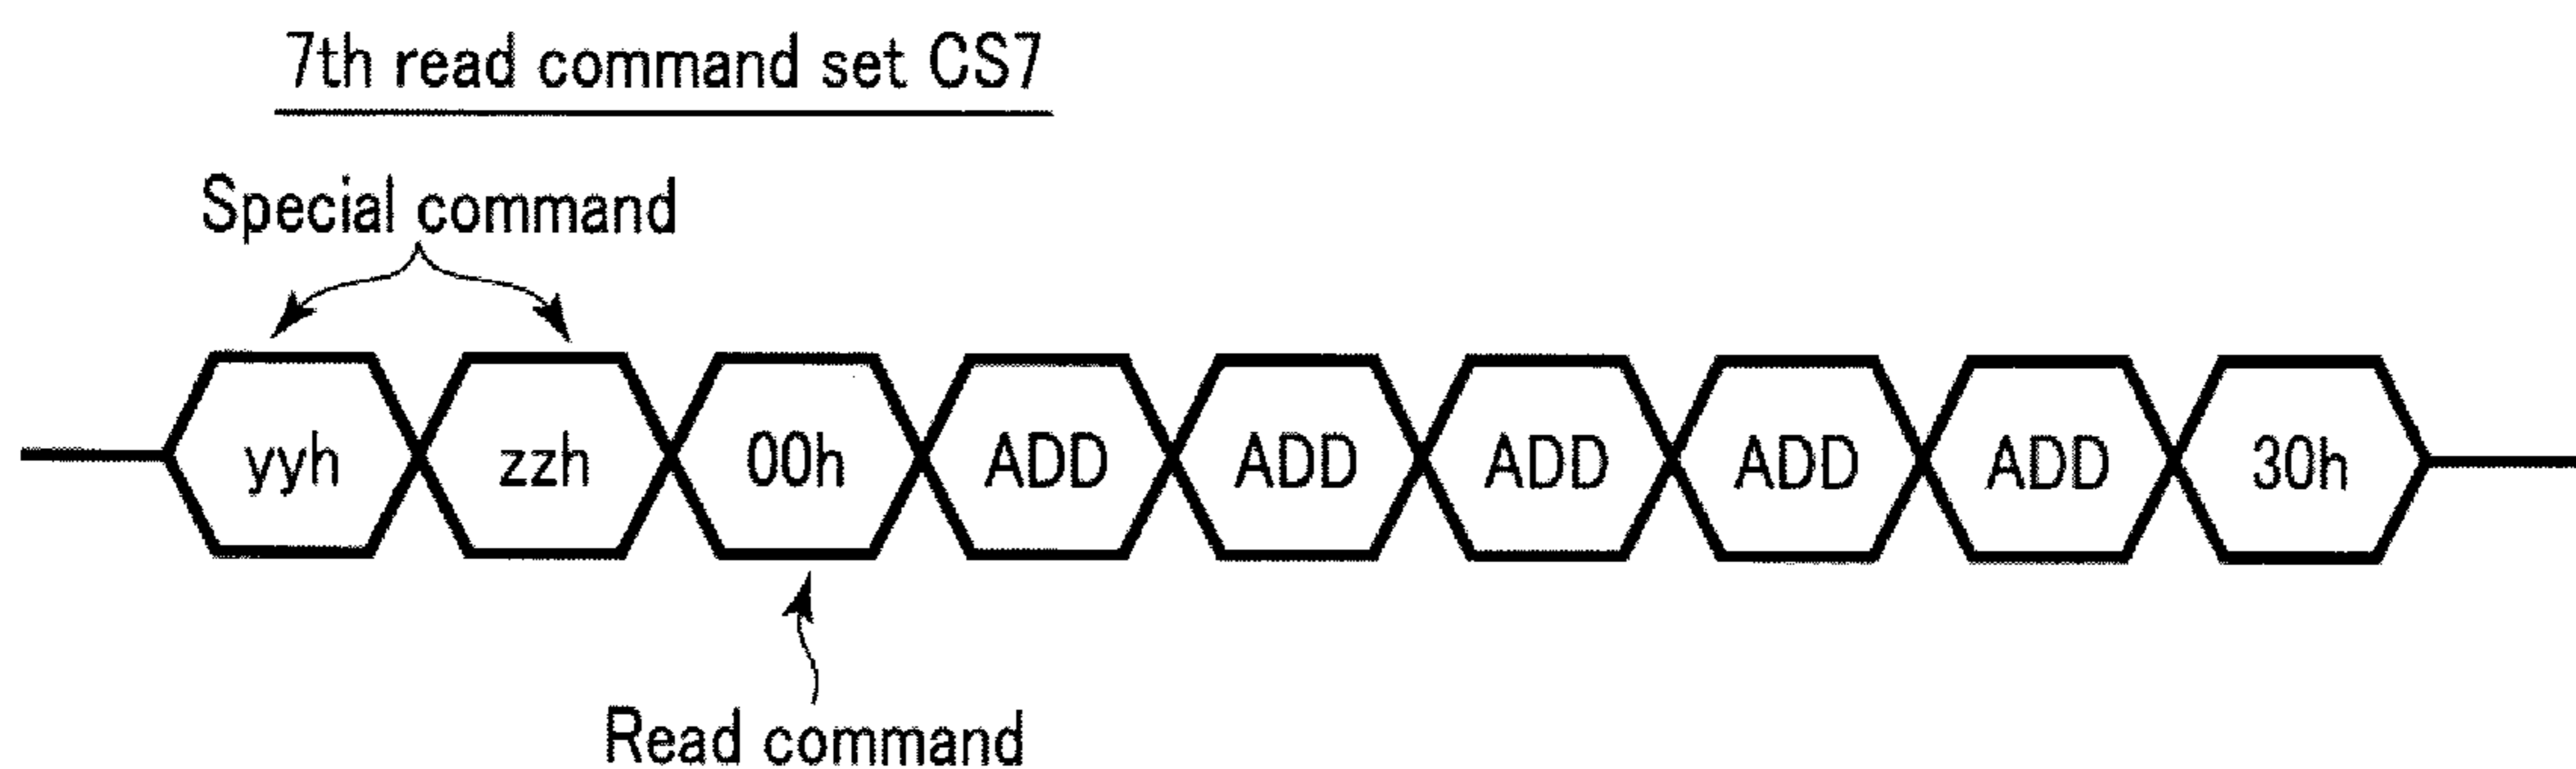 7th read command set CS7
Special command
yyh zzh 00h ADD ADD ADD ADD ADD 30h
Read command